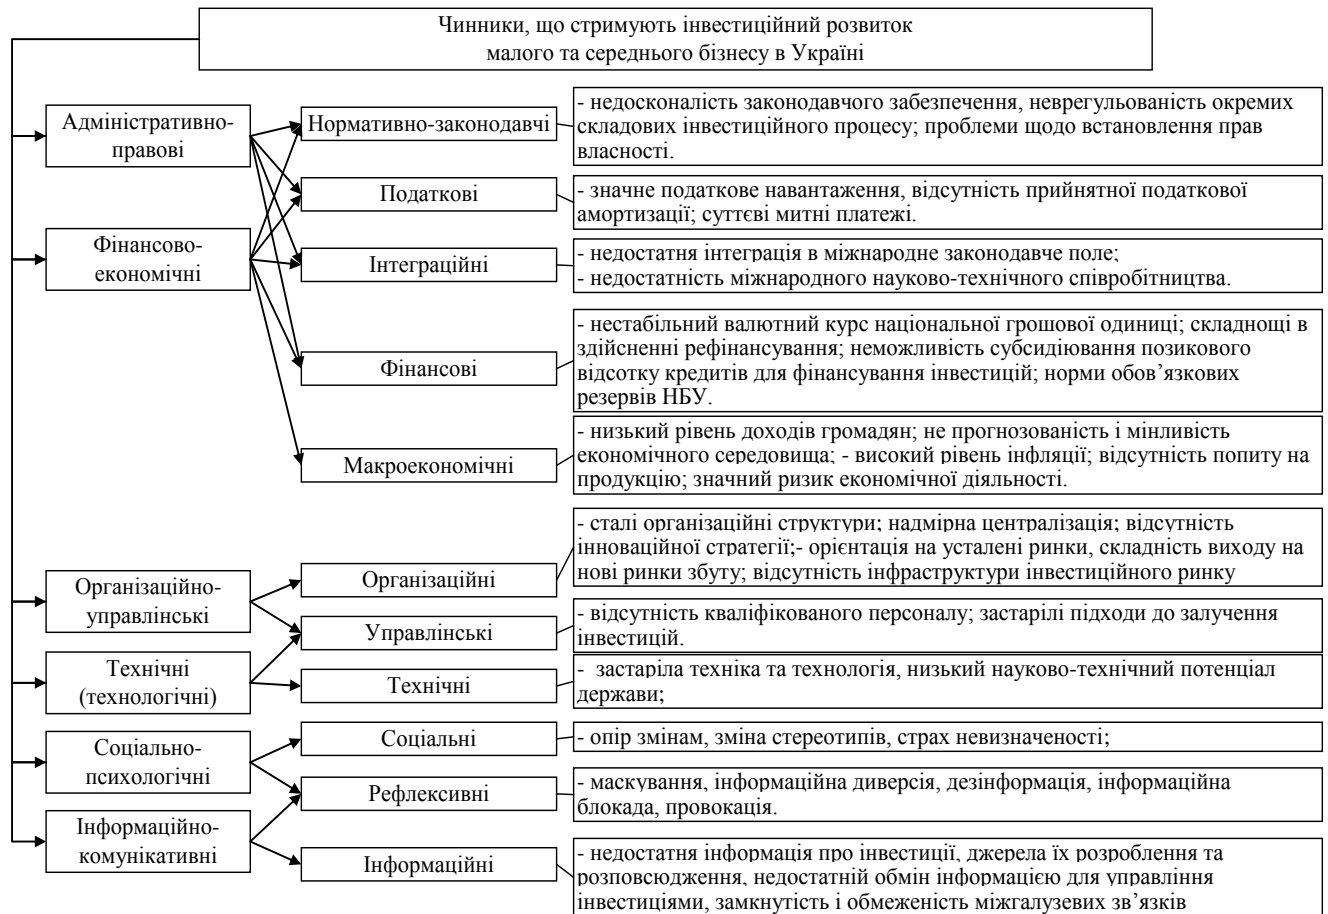 Чинники, що стримують інвестиційний розвиток
малого та середнього бізнесу в Україні
Адміністративно-
правові
Нормативно-законодавчі
- недосконалість законодавчого забезпечення, неврегульованість окремих
складових інвестиційного процесу; проблеми щодо встановлення прав
власності.
Податкові
- значне податкове навантаження, відсутність прийнятної податкової
амортизації; суттєві митні платежі.
Фінансово-
економічні
Інтеграційні
- недостатня інтеграція в міжнародне законодавче поле;
- недостатність міжнародного науково-технічного співробітництва.
Фінансові
- нестабільний валютний курс національної грошової одиниці; складнощі в
здійсненні рефінансування; неможливість субсидіювання позикового
відсотку кредитів для фінансування інвестицій; норми обов’язкових
резервів НБУ.
Макроекономічні
- низький рівень доходів громадян; не прогнозованість і мінливість
економічного середовища; - високий рівень інфляції; відсутність попиту на
продукцію; значний ризик економічної діяльності.
Організаційно-
управлінські
Організаційні
- сталі організаційні структури; надмірна централізація; відсутність
інноваційної стратегії;- орієнтація на усталені ринки, складність виходу на
нові ринки збуту; відсутність інфраструктури інвестиційного ринку
Управлінські
- відсутність кваліфікованого персоналу; застарілі підходи до залучення
інвестицій.
Технічні
(технологічні)
Технічні
- застаріла техніка та технологія, низький науково-технічний потенціал
держави;
Соціально-
психологічні
Соціальні
- опір змінам, зміна стереотипів, страх невизначеності;
Рефлексивні
- маскування, інформаційна диверсія, дезінформація, інформаційна
блокада, провокація.
Інформаційно-
комунікативні
Інформаційні
- недостатня інформація про інвестиції, джерела їх розроблення та
розповсюдження, недостатній обмін інформацією для управління
інвестиціями, замкнутість і обмеженість міжгалузевих зв’язків